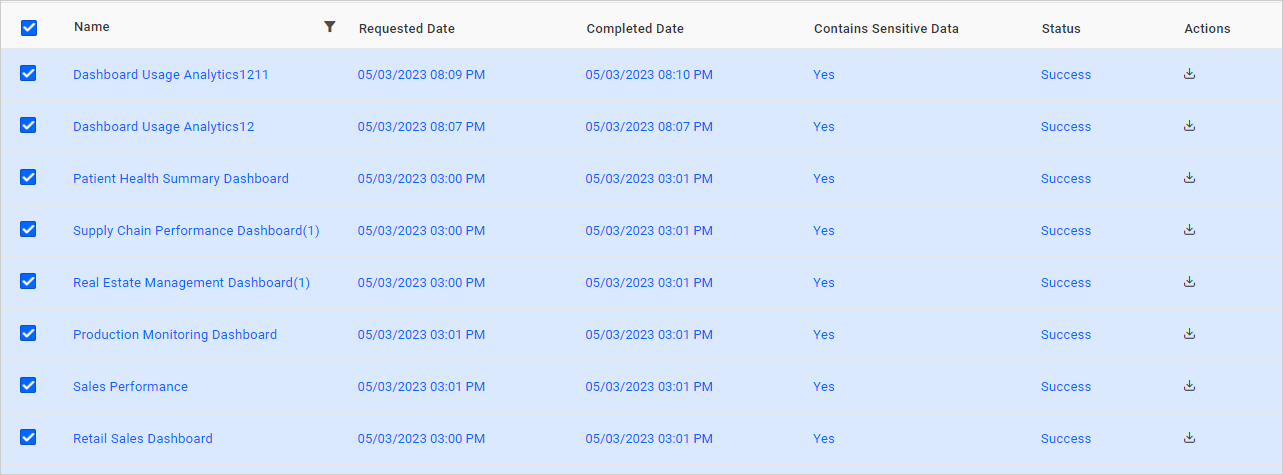 Name Requested Date Completed Date Contains Sensitive Data Status Actions
Dashboard Usage Analytics1211 05/03/2023 08:09 PM 05/03/2023 08:10 PM Yes Success
Dashboard Usage Analytics12 05/03/2023 08:07 PM 05/03/2023 08:07 PM Yes Success
Patient Health Summary Dashboard 05/03/2023 03:00 PM 05/03/2023 03:01 PM Yes Success
Supply Chain Performance Dashboard(1) 05/03/2023 03:00 PM 05/03/2023 03:01 PM Yes Success
Real Estate Management Dashboard(1) 05/03/2023 03:00 PM 05/03/2023 03:01 PM Yes Success
Production Monitoring Dashboard 05/03/2023 03:01 PM 05/03/2023 03:01 PM Yes Success
Sales Performance 05/03/2023 03:01 PM 05/03/2023 03:01 PM Yes Success
Retail Sales Dashboard 05/03/2023 03:00 PM 05/03/2023 03:01 PM Yes Success